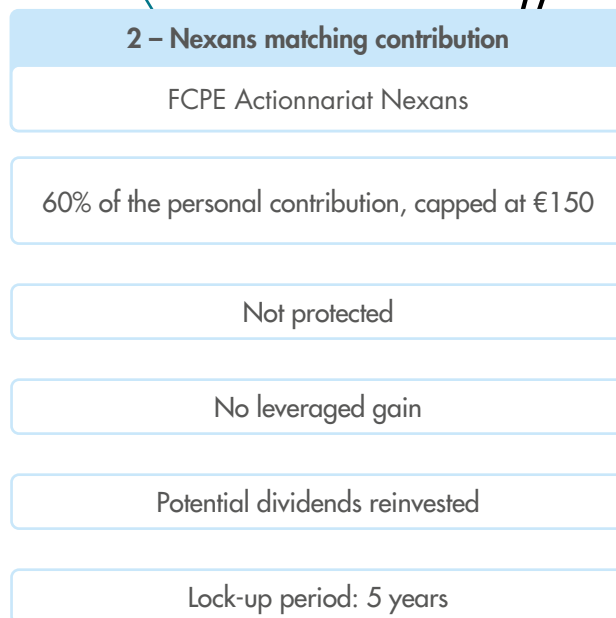 2 – Nexans matching contribution
FCPE Actionnariat Nexans
60% of the personal contribution, capped at €150
Not protected
No leveraged gain
Potential dividends reinvested
Lock-up period: 5 years